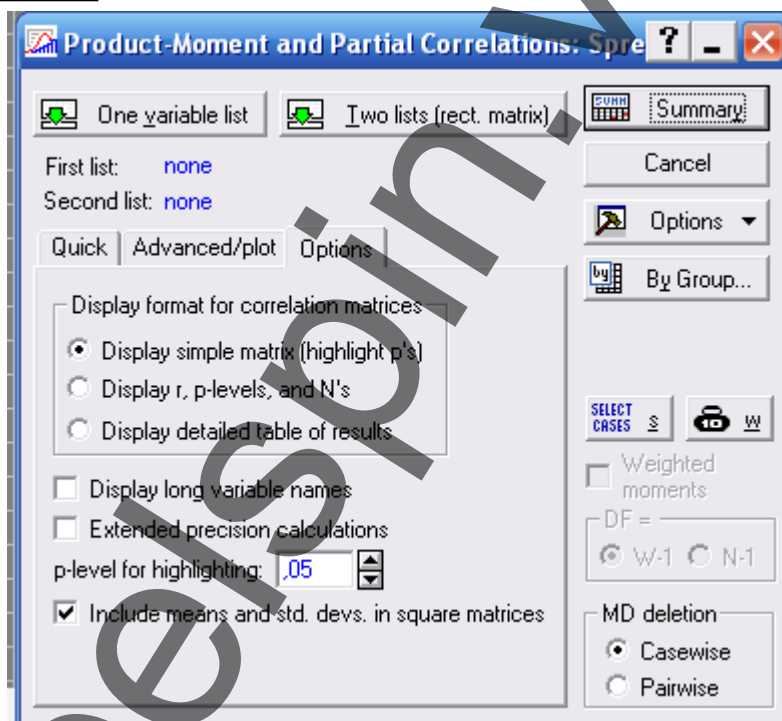 Product-Moment and Partial Correlations: Spre
?
One variable list
Two lists (rect. matrix)
Summary
First list: none
Second list: none
Cancel
Options
By Group...
Quick
Advanced/plot
Options
Display format for correlation matrices
Display simple matrix (highlight p's)
Display r, p-levels, and N's
Display detailed table of results
Display long variable names
Extended precision calculations
p-level for highlighting: ,05
Include means and std. devs. in square matrices
SELECT CASES S
W
Weighted moments
DF =
W-1
N-1
MD deletion
Casewise
Pairwise
elspin.